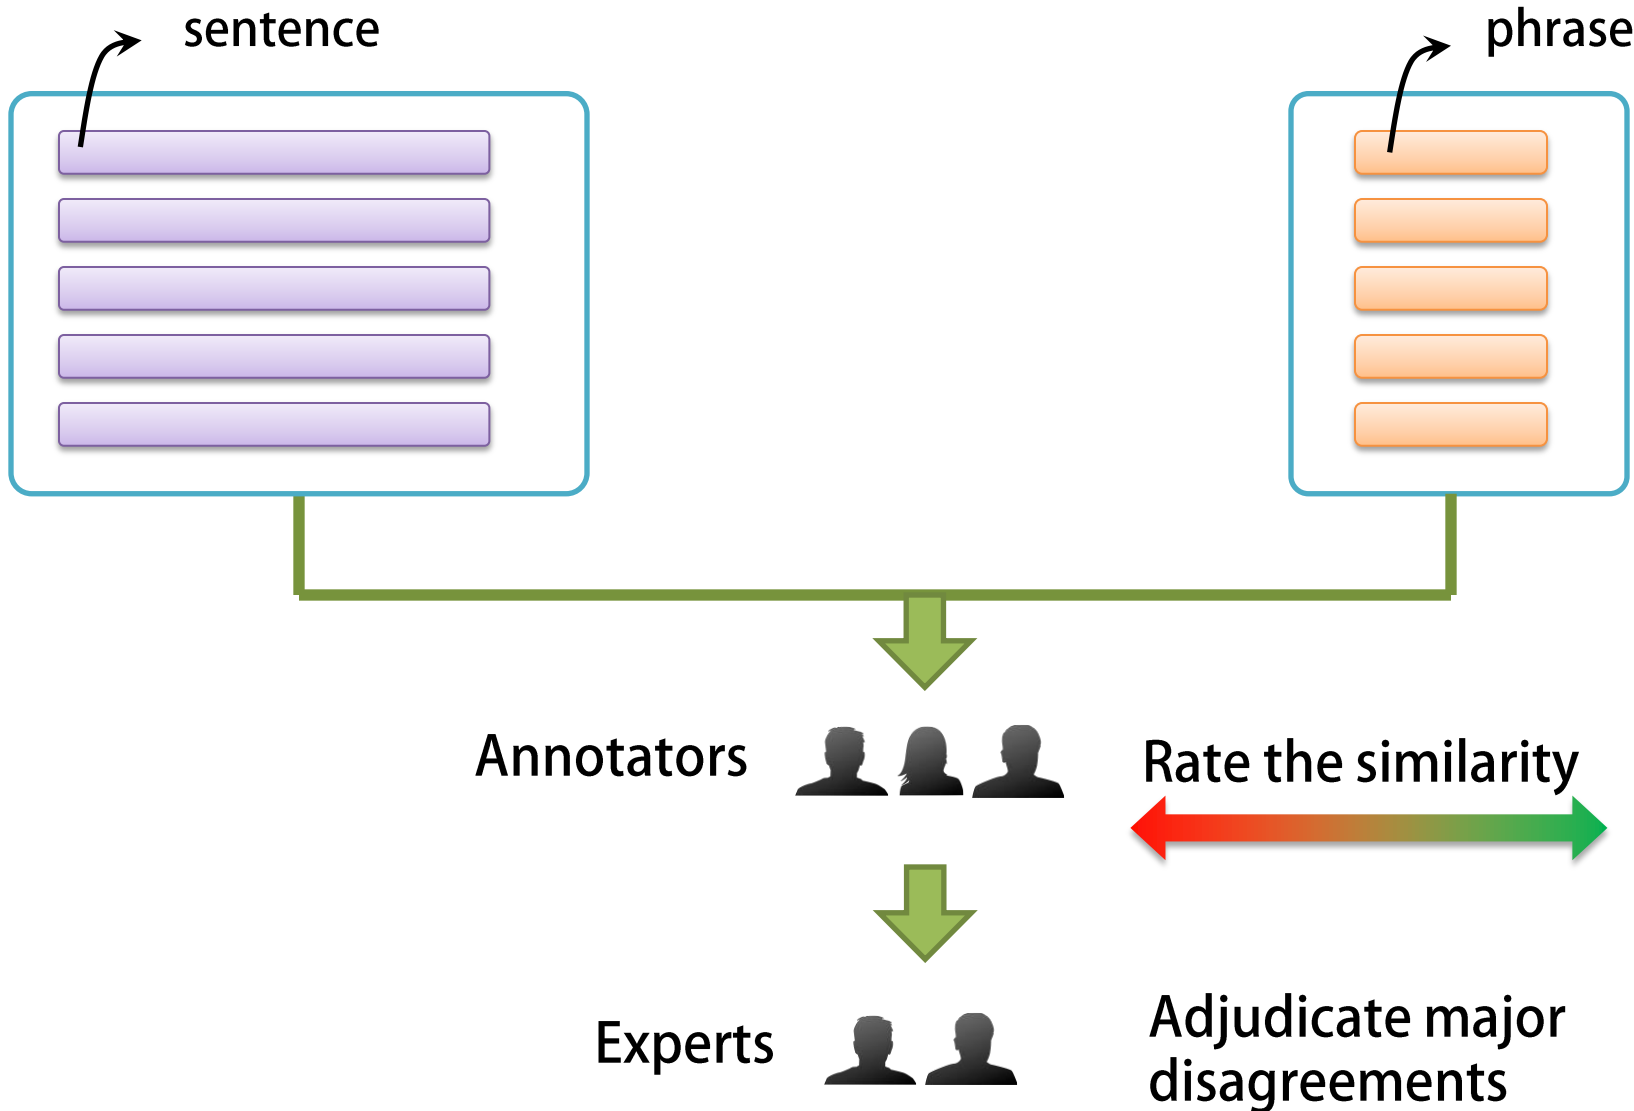 sentence
phrase
Annotators
Rate the similarity
Experts
Adjudicate major
disagreements